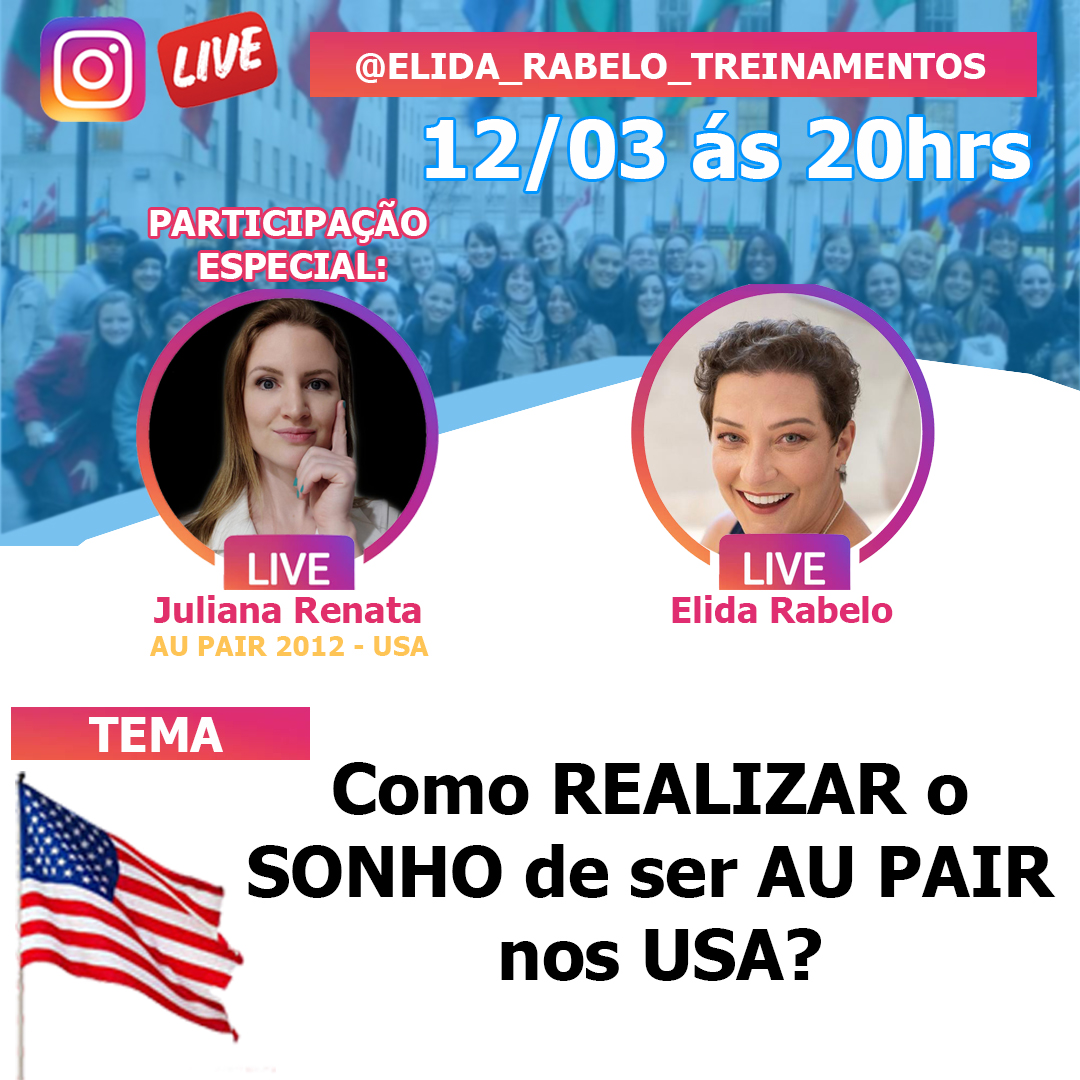 LIVE
@ELIDA_RABELO_TREINAMENTOS
12/03 ás 20hrs
PARTICIPAÇÃO
ESPECIAL:
LIVE
Juliana Renata
AU PAIR 2012 - USA
LIVE
Elida Rabelo
TEMA
Como REALIZAR o
SONHO de ser AU PAIR
nos USA?